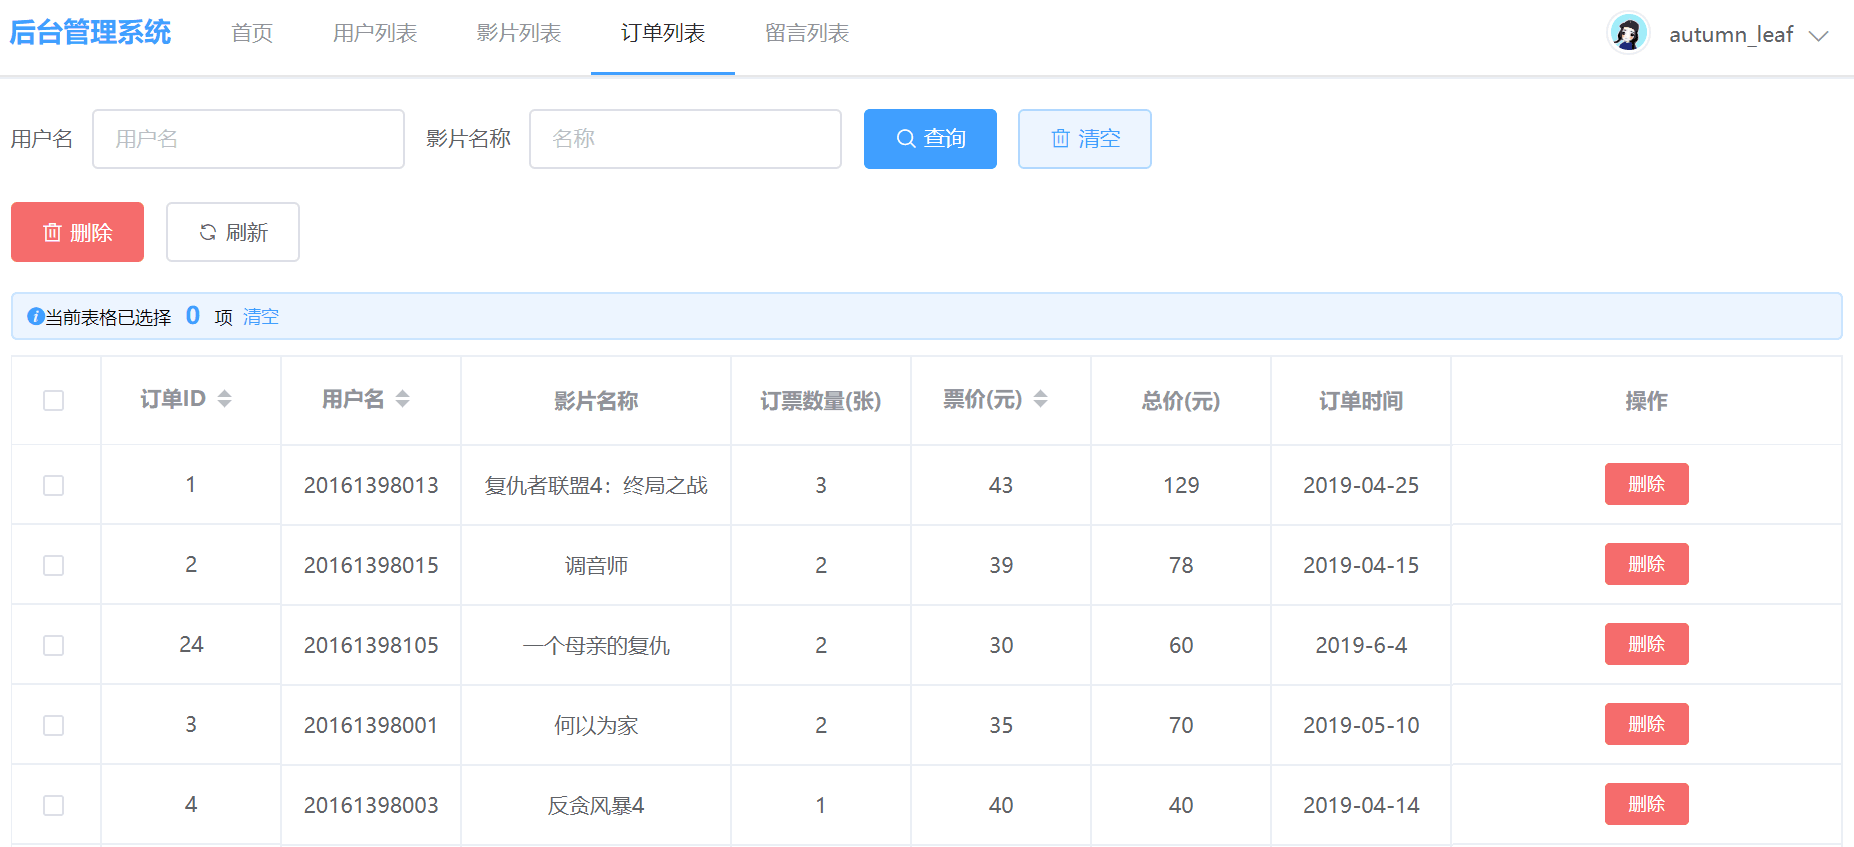 后台管理系统 首页 用户列表 影片列表 订单列表 留言列表 autumn_leaf
用户名 用户名 影片名称 名称 查询 清空
删除 刷新
当前表格已选择 0 项 清空
订单ID 用户名 影片名称 订票数量(张) 票价(元) 总价(元) 订单时间 操作
1 20161398013 复仇者联盟4：终局之战 3 43 129 2019-04-25 删除
2 20161398015 调音师 2 39 78 2019-04-15 删除
24 20161398105 一个母亲的复仇 2 30 60 2019-6-4 删除
3 20161398001 何以为家 2 35 70 2019-05-10 删除
4 20161398003 反贪风暴4 1 40 40 2019-04-14 删除